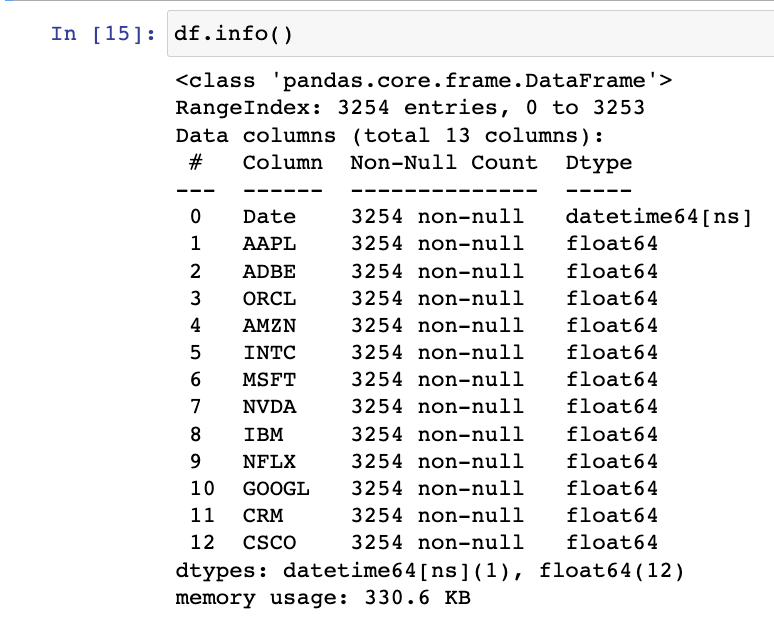 In [15]: df.info()
<class 'pandas.core.frame.DataFrame'>
RangeIndex: 3254 entries, 0 to 3253
Data columns (total 13 columns):
 #   Column  Non-Null Count  Dtype
---  ------  --------------  -----
 0   Date    3254 non-null   datetime64[ns]
 1   AAPL    3254 non-null   float64
 2   ADBE    3254 non-null   float64
 3   ORCL    3254 non-null   float64
 4   AMZN    3254 non-null   float64
 5   INTC    3254 non-null   float64
 6   MSFT    3254 non-null   float64
 7   NVDA    3254 non-null   float64
 8   IBM     3254 non-null   float64
 9   NFLX    3254 non-null   float64
 10  GOOGL   3254 non-null   float64
 11  CRM     3254 non-null   float64
 12  CSCO    3254 non-null   float64
dtypes: datetime64[ns](1), float64(12)
memory usage: 330.6 KB